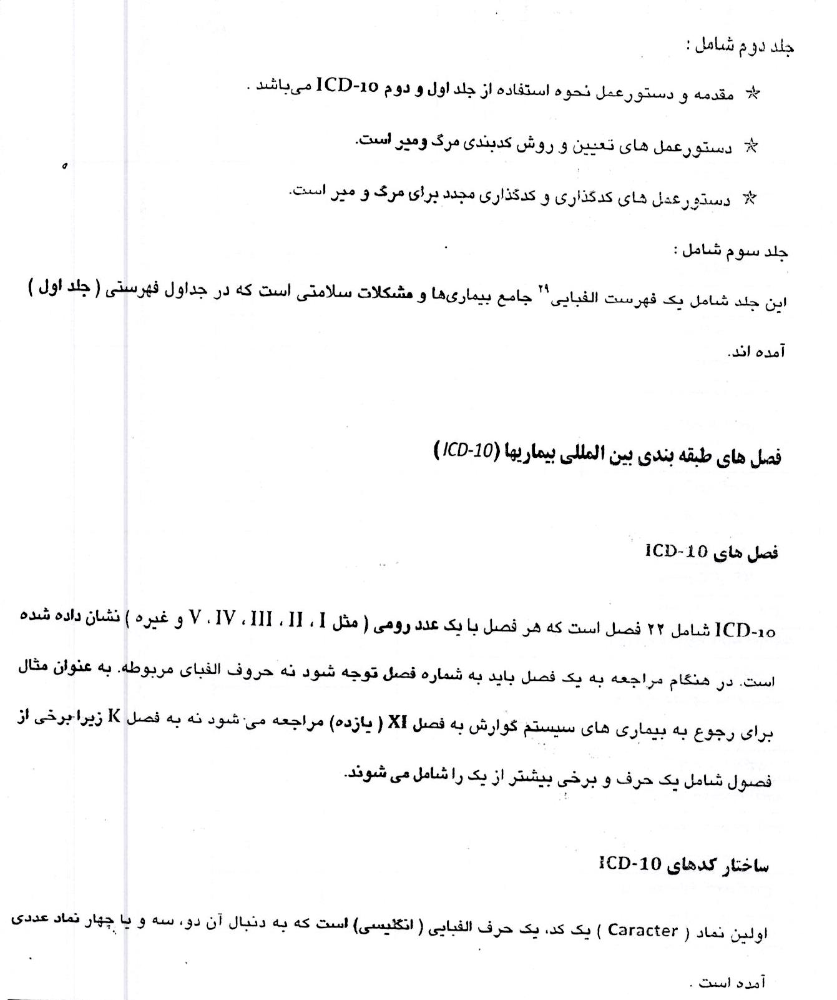 جلد دوم شامل :
☆ مقدمه و دستورعمل نحوه استفاده از جلد اول و دوم ICD-10 می‌باشد .
☆ دستورعمل های تعیین و روش کدبندی مرگ ومیر است.
☆ دستورعمل های کدگذاری و کدگذاری مجدد برای مرگ و میر است.
جلد سوم شامل :
این جلد شامل یک فهرست الفبایی۲۹ جامع بیماری‌ها و مشکلات سلامتی است که در جداول فهرستی ( جلد اول )
آمده اند.
فصل های طبقه بندی بین المللی بیماریها (ICD-10 )
فصل های ICD-10
ICD-10 شامل ۲۲ فصل است که هر فصل با یک عدد رومی ( مثل I ، II ، III ، IV ، V و غیره ) نشان داده شده
است. در هنگام مراجعه به یک فصل باید به شماره فصل توجه شود نه حروف الفبای مربوطه. به عنوان مثال
برای رجوع به بیماری های سیستم گوارش به فصل XI ( یازده) مراجعه می شود نه به فصل K زیرا برخی از
فصول شامل یک حرف و برخی بیشتر از یک را شامل می شوند.
ساختار کدهای ICD-10
اولین نماد ( Caracter ) یک کد، یک حرف الفبایی ( انگلیسی) است که به دنبال آن دو، سه و یا چهار نماد عددی
آمده است .